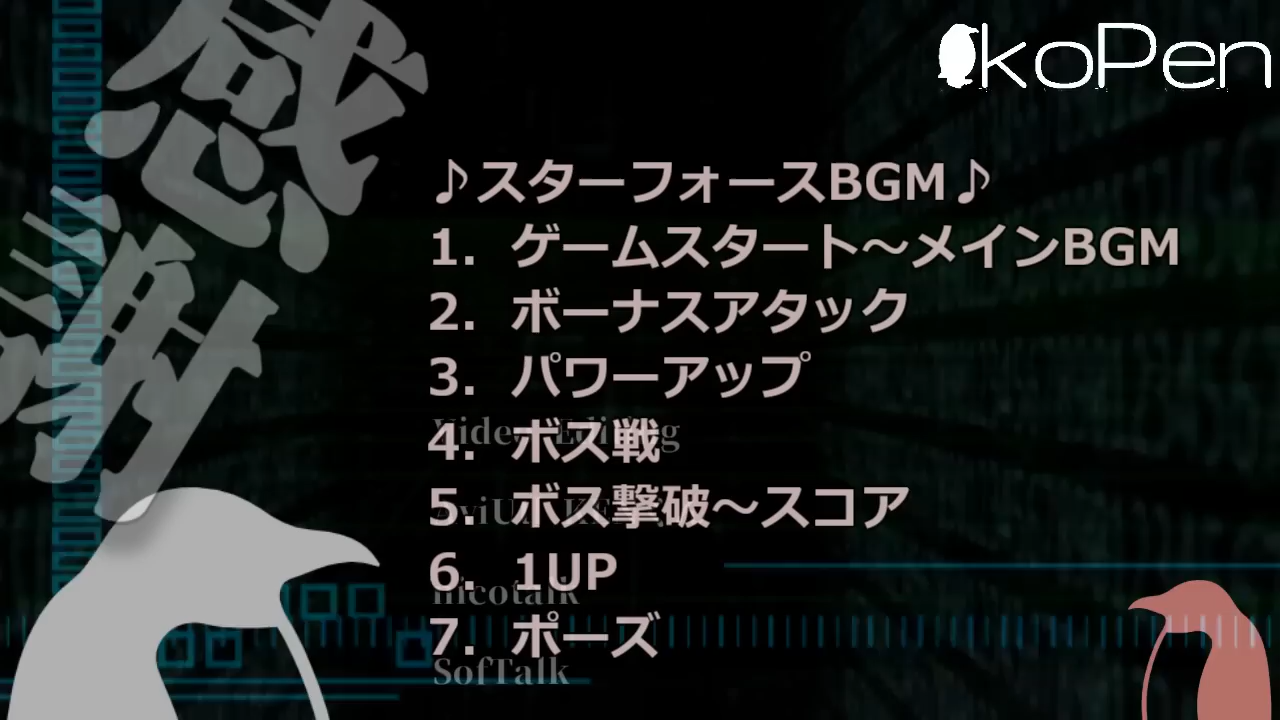 感謝
koPen
♪スターフォースBGM♪
1. ゲームスタート～メインBGM
2. ボーナスアタック
3. パワーアップ
Video Editing
4. ボス戦
5. ボス撃破～スコア
6. 1UP
nicotalk
7. ポーズ
SofTalk